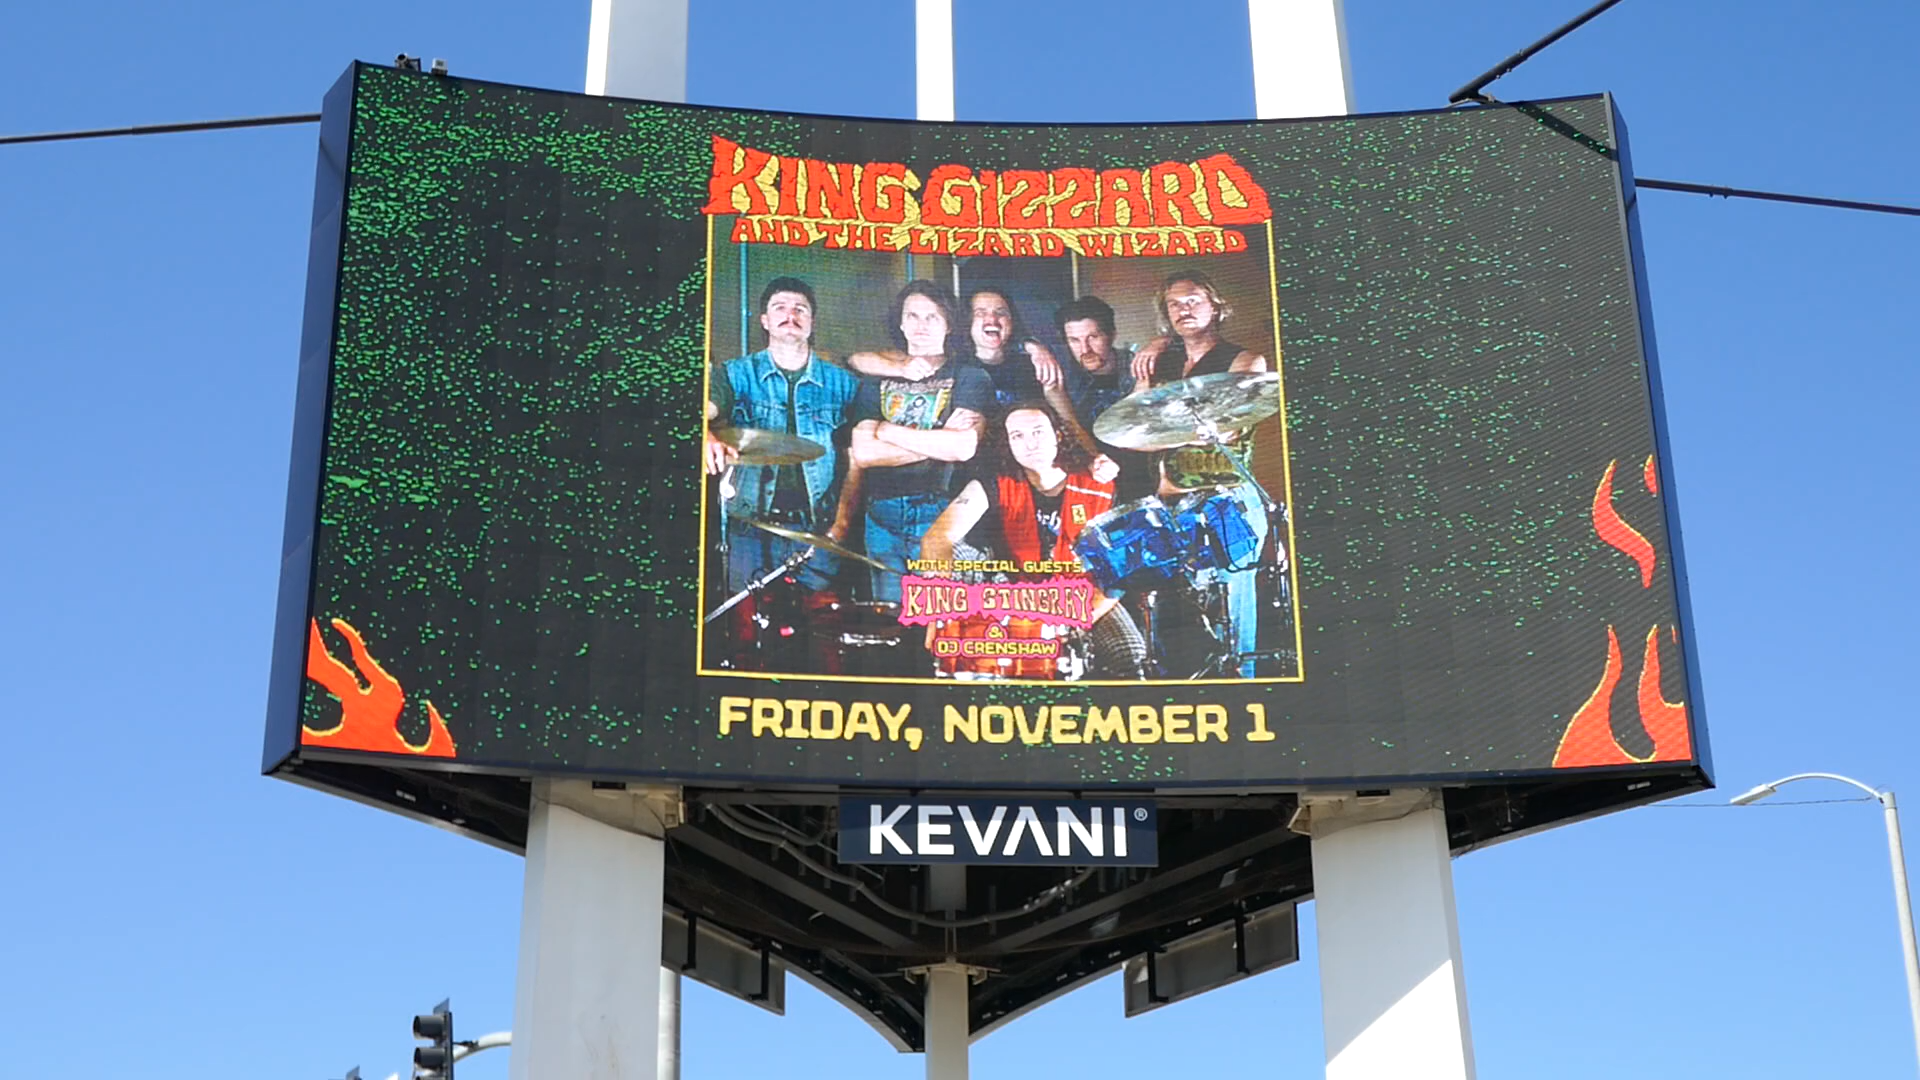 KING GIZZARD
AND THE LIZARD WIZARD
WITH SPECIAL GUESTS
KING STINGRAY
&
DJ CRENSHAW
FRIDAY, NOVEMBER 1
KEVANI®